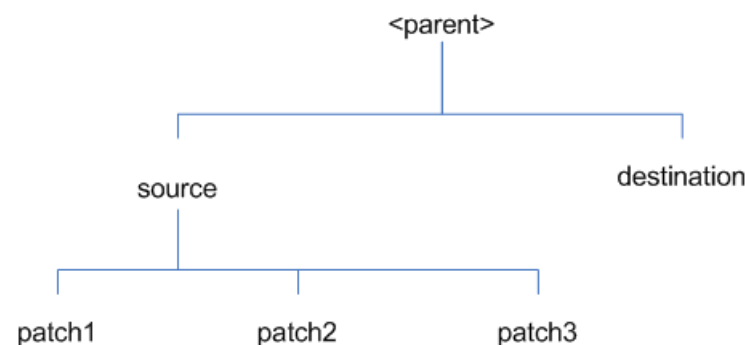 <parent>
source
destination
patch1
patch2
patch3